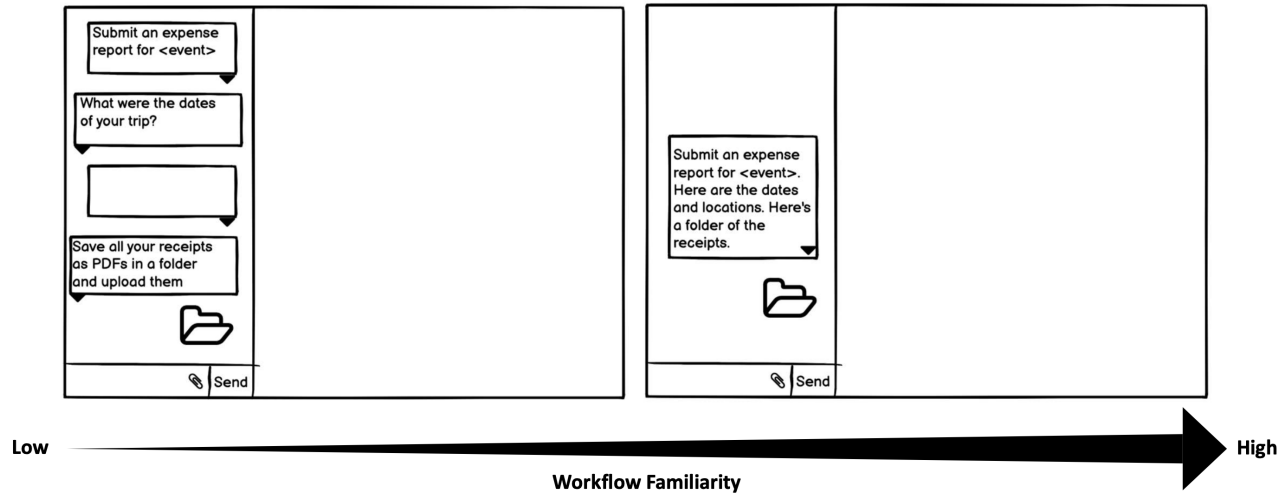 Submit an expense
report for <event>
What were the dates
of your trip?
Save all your receipts
as PDFs in a folder
and upload them
Send
Submit an expense
report for <event>.
Here are the dates
and locations. Here's
a folder of the
receipts.
Send
Low
High
Workflow Familiarity